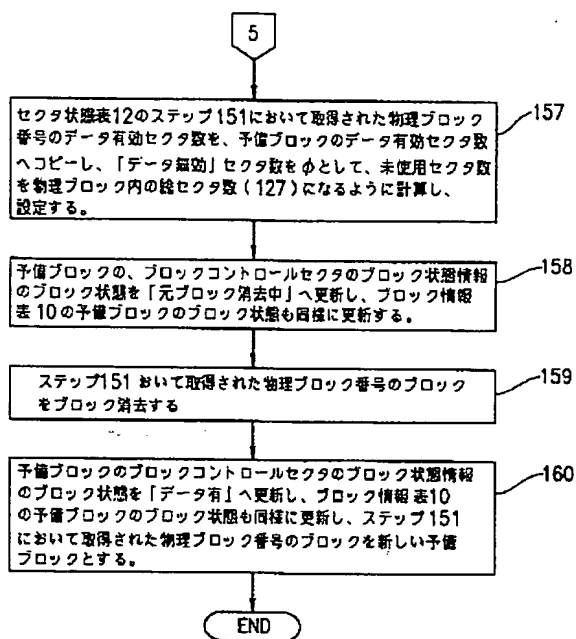 5
セクタ状態表12のステップ151において取得された物理ブロック
番号のデータ有効セクタ数を、予備ブロックのデータ有効セクタ数
へコピーし、「データ無効」セクタ数をφとして、未使用セクタ数
を物理ブロック内の総セクタ数(127)になるように計算し、
設定する。
157
予備ブロックの、ブロックコントロールセクタのブロック状態情報
のブロック状態を「元ブロック消去中」へ更新し、ブロック情報
表10の予備ブロックのブロック状態も同様に更新する。
158
ステップ151おいて取得された物理ブロック番号のブロック
をブロック消去する
159
予備ブロックのブロックコントロールセクタのブロック状態情報
のブロック状態を「データ有」へ更新し、ブロック情報表10
の予備ブロックのブロック状態も同様に更新し、ステップ151
において取得された物理ブロック番号のブロックを新しい予備
ブロックとする。
160
END